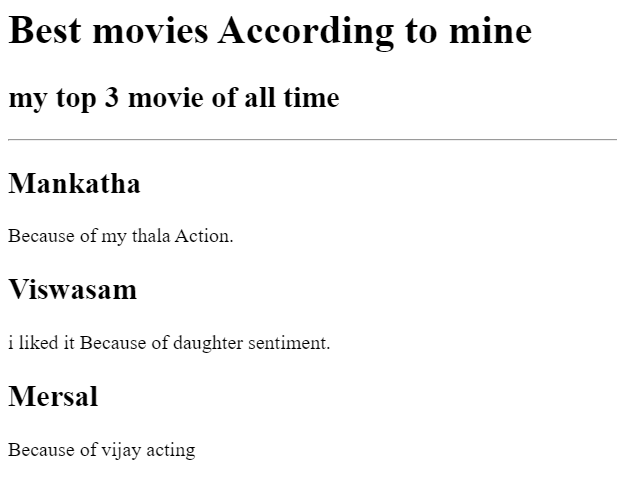 Best movies According to mine
my top 3 movie of all time
Mankatha
Because of my thala Action.
Viswasam
i liked it Because of daughter sentiment.
Mersal
Because of vijay acting